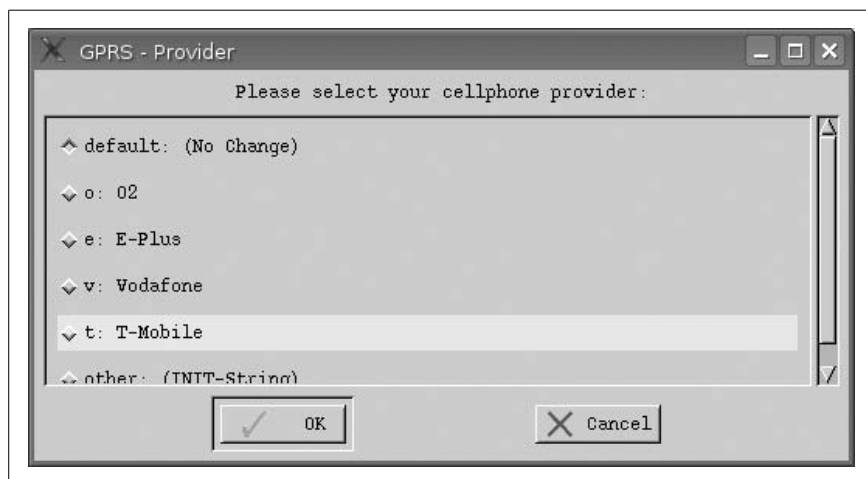 GPRS - Provider
Please select your cellphone provider:
default: (No Change)
o: O2
e: E-Plus
v: Vodafone
t: T-Mobile
other: (INIT-String)
OK
Cancel